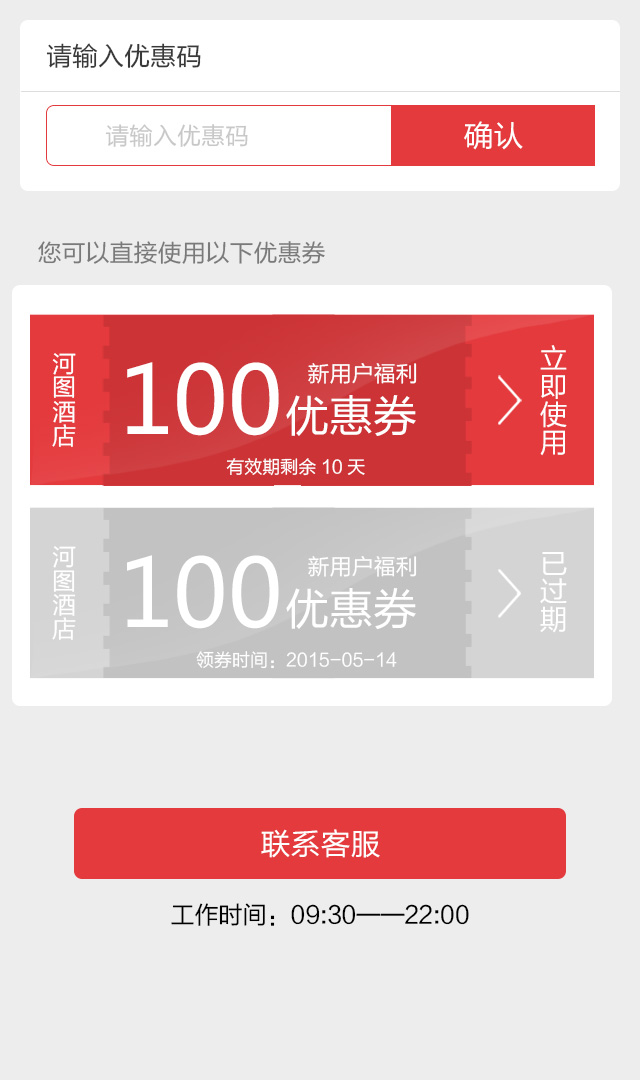 请输入优惠码
请输入优惠码
确认
您可以直接使用以下优惠券
河图酒店
100
新用户福利
优惠券
有效期剩余 10 天
立即使用
河图酒店
100
新用户福利
优惠券
领券时间：2015-05-14
已过期
联系客服
工作时间：09:30——22:00